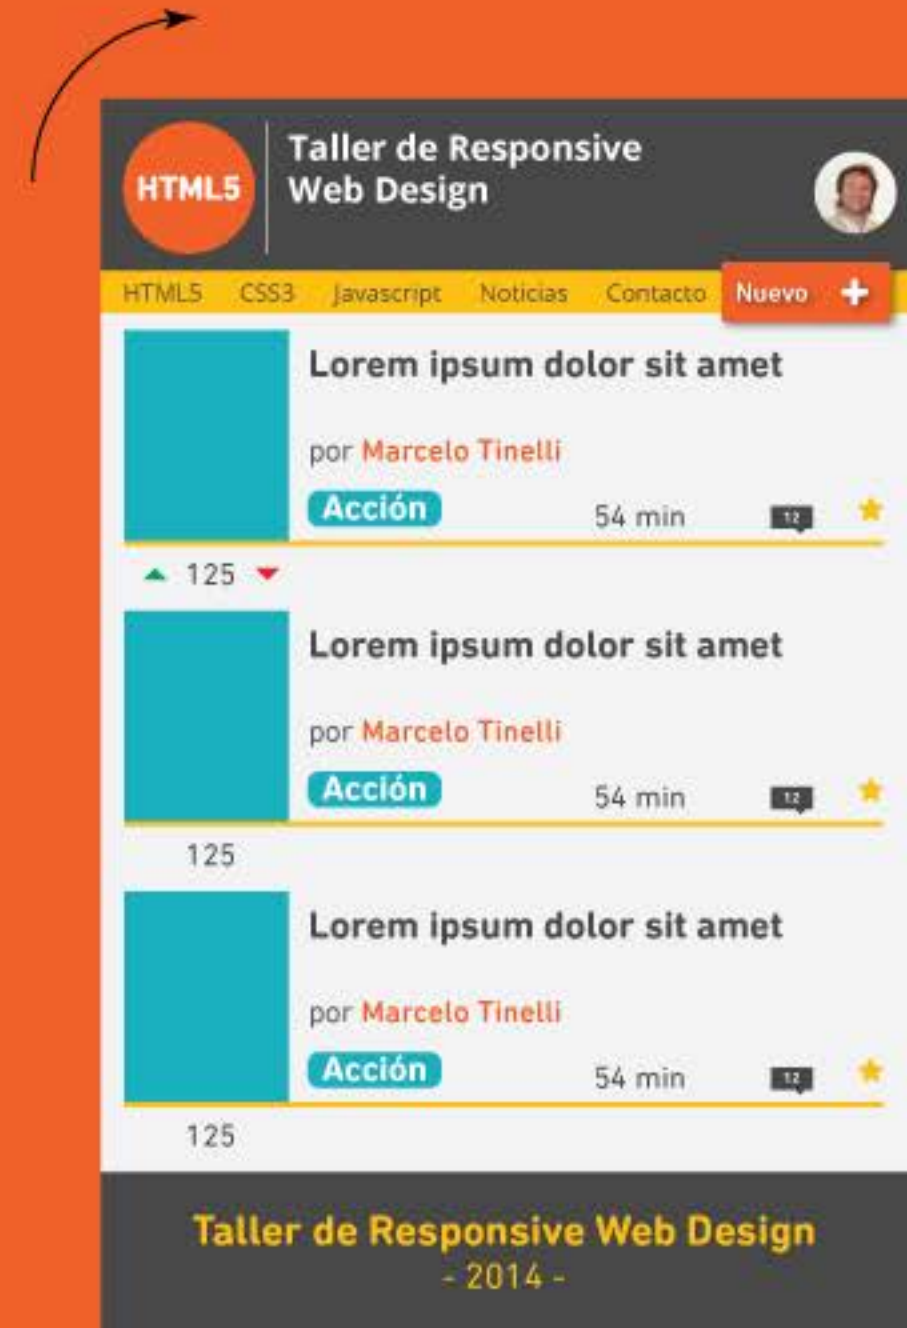 HTML5
Taller de Responsive
Web Design
HTML5 CSS3 Javascript Noticias Contacto Nuevo
Lorem ipsum dolor sit amet
por Marcelo Tinelli
Acción 54 min 12
125
Lorem ipsum dolor sit amet
por Marcelo Tinelli
Acción 54 min 12
125
Lorem ipsum dolor sit amet
por Marcelo Tinelli
Acción 54 min 12
125
Taller de Responsive Web Design
- 2014 -